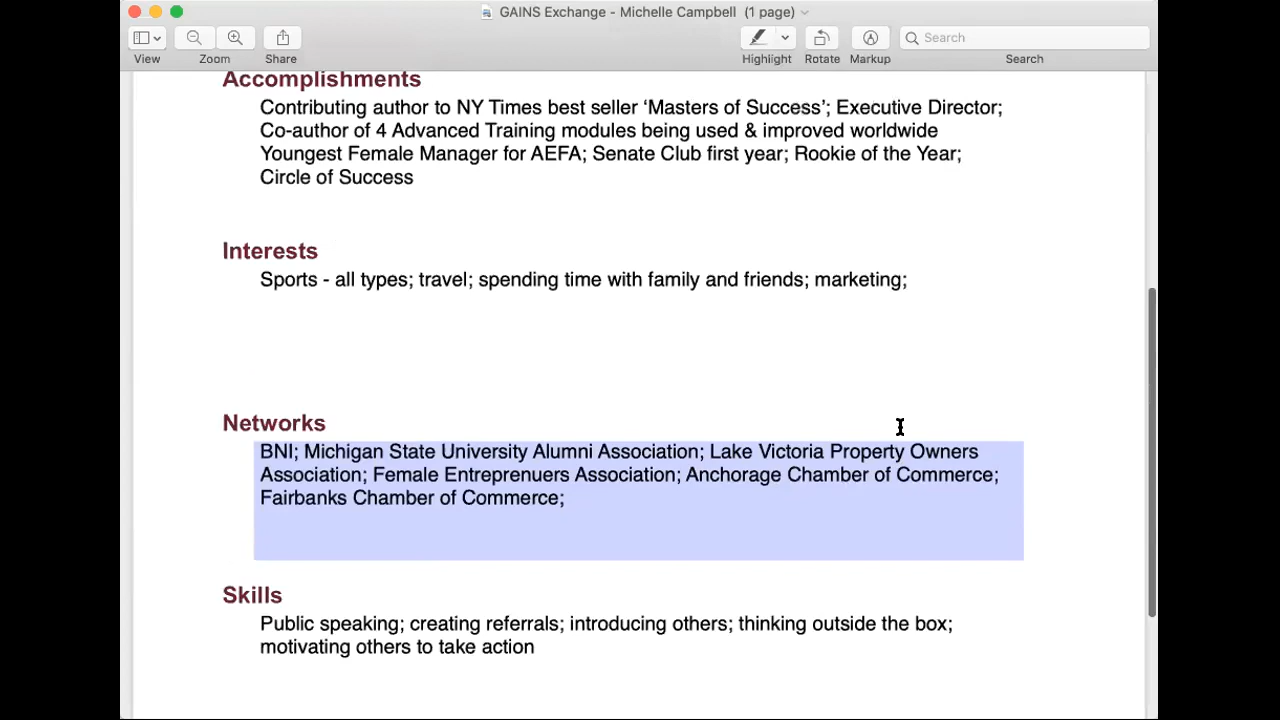 GAINS Exchange - Michelle Campbell (1 page)
View
Zoom
Share
Highlight
Rotate
Markup
Search
Search
Accomplishments
Contributing author to NY Times best seller ‘Masters of Success’; Executive Director;
Co-author of 4 Advanced Training modules being used & improved worldwide
Youngest Female Manager for AEFA; Senate Club first year; Rookie of the Year;
Circle of Success
Interests
Sports - all types; travel; spending time with family and friends; marketing;
Networks
BNI; Michigan State University Alumni Association; Lake Victoria Property Owners
Association; Female Entreprenuers Association; Anchorage Chamber of Commerce;
Fairbanks Chamber of Commerce;
Skills
Public speaking; creating referrals; introducing others; thinking outside the box;
motivating others to take action